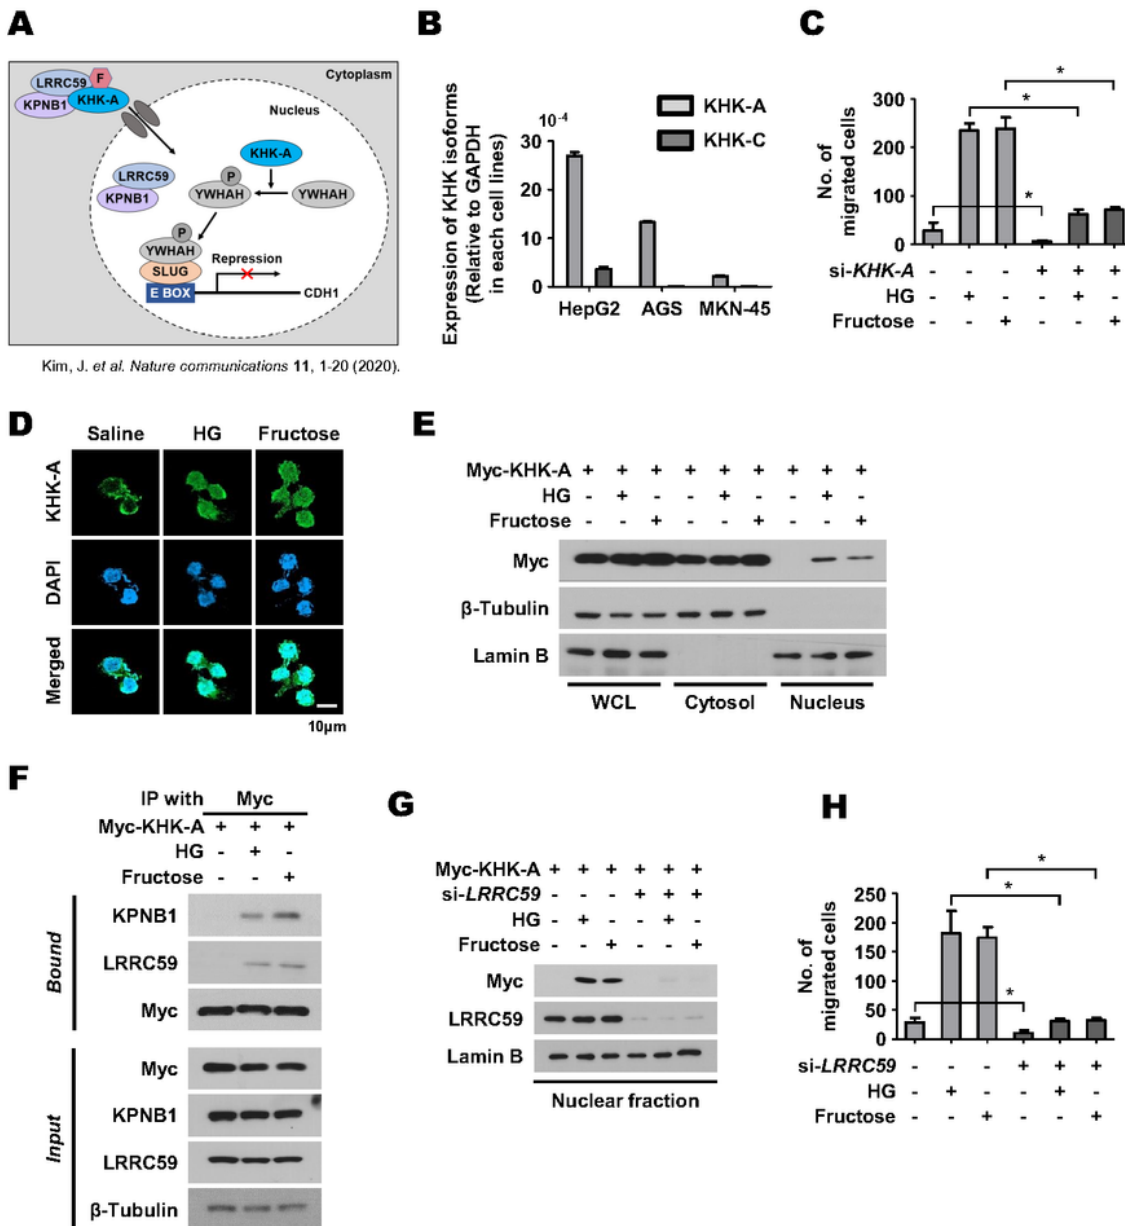 A
Cytoplasm
LRRC59
F
KPNB1
KHK-A
Nucleus
KHK-A
LRRC59
KPNB1
P
YWHAH
YWHAH
P
YWHAH
SLUG
Repression
E BOX
CDH1
Kim, J. et al. Nature communications 11, 1-20 (2020).
B
KHK-A
KHK-C
Expression of KHK isoforms
(Relative to GAPDH
in each cell lines)
10⁻⁴
30
20
10
10⁻⁴
HepG2 AGS MKN-45
C
No. of
migrated cells
300
200
100
0
* * *
si-KHK-A - - - + + +
HG - + - - + -
Fructose - - + - - +
D
Saline HG Fructose
KHK-A
DAPI
Merged
10µm
E
Myc-KHK-A + + + + + + + + +
HG - + - - + - - + -
Fructose - - + - - + - - +
Myc
β-Tubulin
Lamin B
WCL Cytosol Nucleus
F
IP with Myc
Myc-KHK-A + + +
HG - + -
Fructose - - +
Bound
KPNB1
LRRC59
Myc
Input
Myc
KPNB1
LRRC59
β-Tubulin
G
Myc-KHK-A + + + + + +
si-LRRC59 - - - + + +
HG - + - - + -
Fructose - - + - - +
Myc
LRRC59
Lamin B
Nuclear fraction
H
No. of
migrated cells
250
200
150
100
50
0
* * *
si-LRRC59 - - - + + +
HG - + - - + -
Fructose - - + - - +